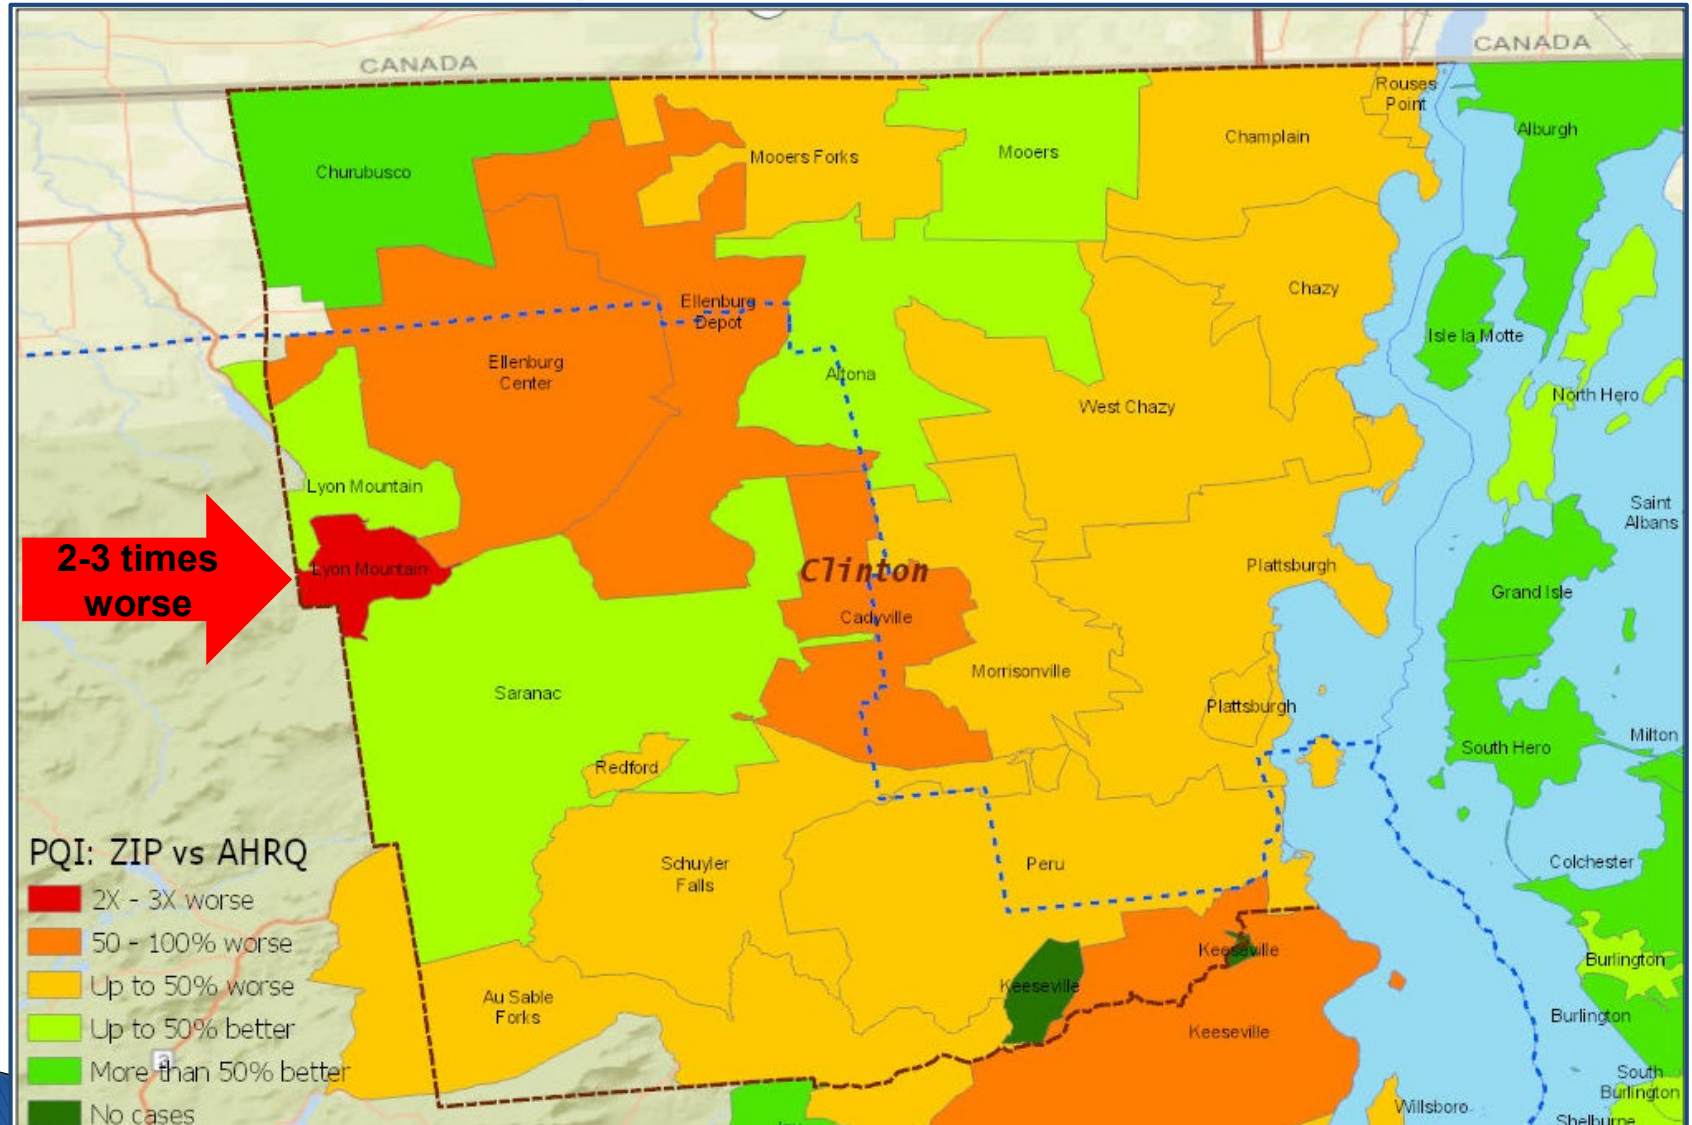 CANADA
CANADA
Rouses
Point
Alburgh
Champlain
Mooers
Mooers Forks
Churubusco
Chazy
Ellenburg
Depot
Isle la Motte
Ellenburg
Center
Altona
North Hero
West Chazy
Lyon Mountain
Saint
Albans
2-3 times
worse
Lyon Mountain
Clinton
Plattsburgh
Grand Isle
Cadyville
Morrisonville
Saranac
Plattsburgh
Milton
South Hero
Redford
PQI: ZIP vs AHRQ
2X - 3X worse
50 - 100% worse
Up to 50% worse
Up to 50% better
More than 50% better
No cases
3
Schuyler
Falls
Peru
Colchester
Keeseville
Burlington
Keeseville
Au Sable
Forks
Burlington
Keeseville
South
Burlington
Willsboro
Shelburne